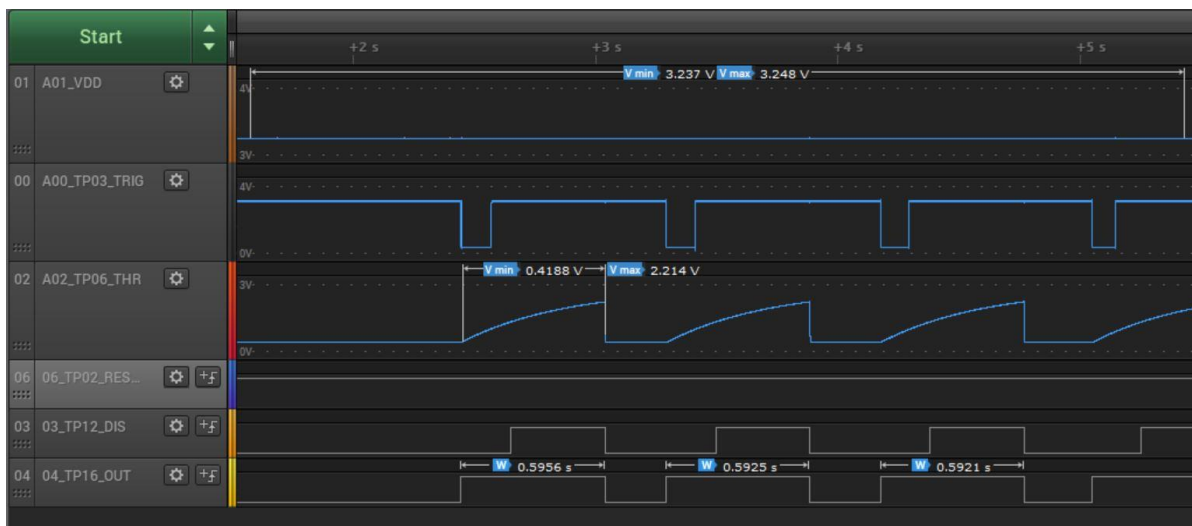 Start
+2 s +3 s +4 s +5 s
01 A01_VDD
V min 3.237 V V max 3.248 V
4V
3V
00 A00_TP03_TRIG
4V
0V
02 A02_TP06_THR
V min 0.4188 V V max 2.214 V
3V
0V
06 06_TP02_RES...
03 03_TP12_DIS
04 04_TP16_OUT
W 0.5956 s W 0.5925 s W 0.5921 s